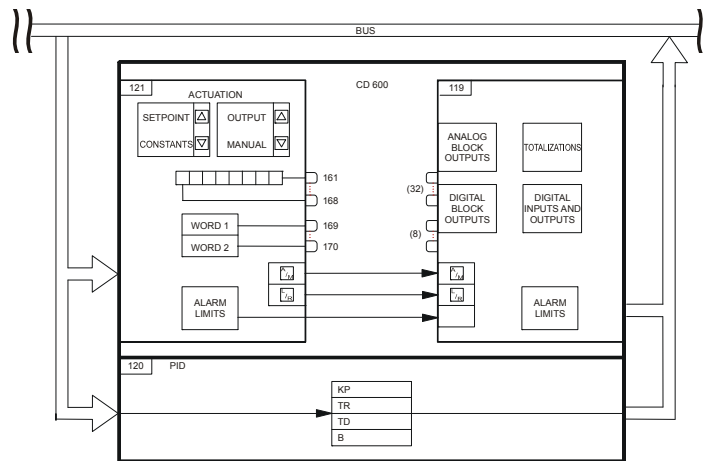 BUS
121
CD 600
119
ACTUATION
SETPOINT
CONSTANTS
OUTPUT
MANUAL
161
168
WORD 1
169
WORD 2
170
A/M
L/R
ALARM
LIMITS
ANALOG
BLOCK
OUTPUTS
TOTALIZATIONS
(32)
DIGITAL
BLOCK
OUTPUTS
DIGITAL
INPUTS AND
OUTPUTS
(8)
A/M
L/R
ALARM
LIMITS
120
PID
KP
TR
TD
B